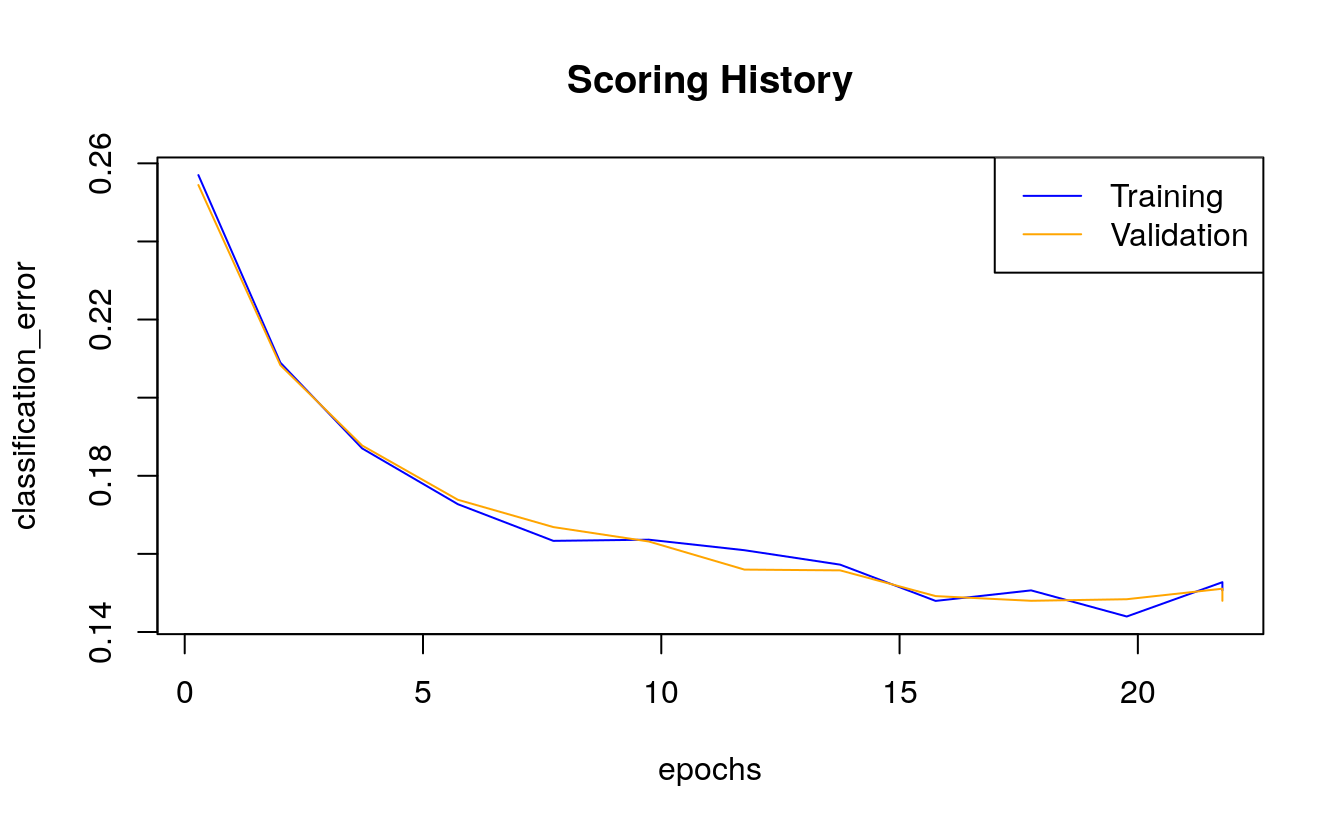 Scoring History
Training
Validation
classification_error
0.26
0.22
0.18
0.14
0 5 10 15 20
epochs